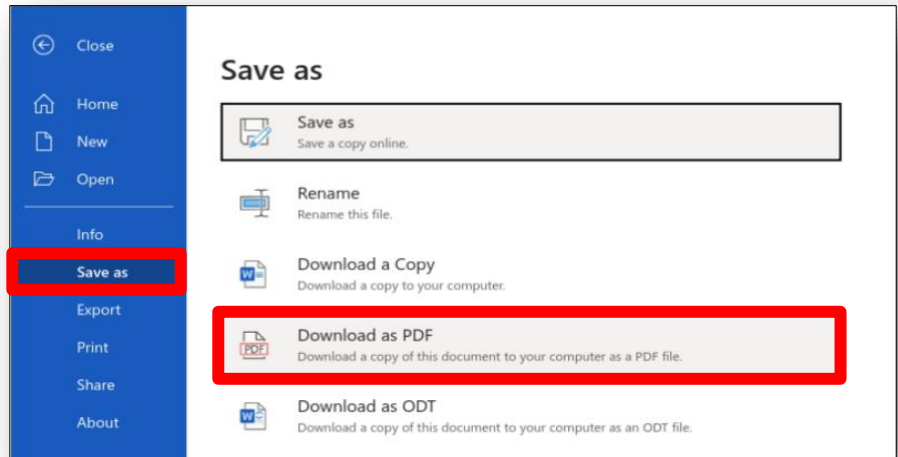 Close
Home
New
Open
Info
Save as
Export
Print
Share
About
Save as
Save as
Save a copy online.
Rename
Rename this file.
Download a Copy
Download a copy to your computer.
PDF
Download as PDF
Download a copy of this document to your computer as a PDF file.
Download as ODT
Download a copy of this document to your computer as an ODT file.